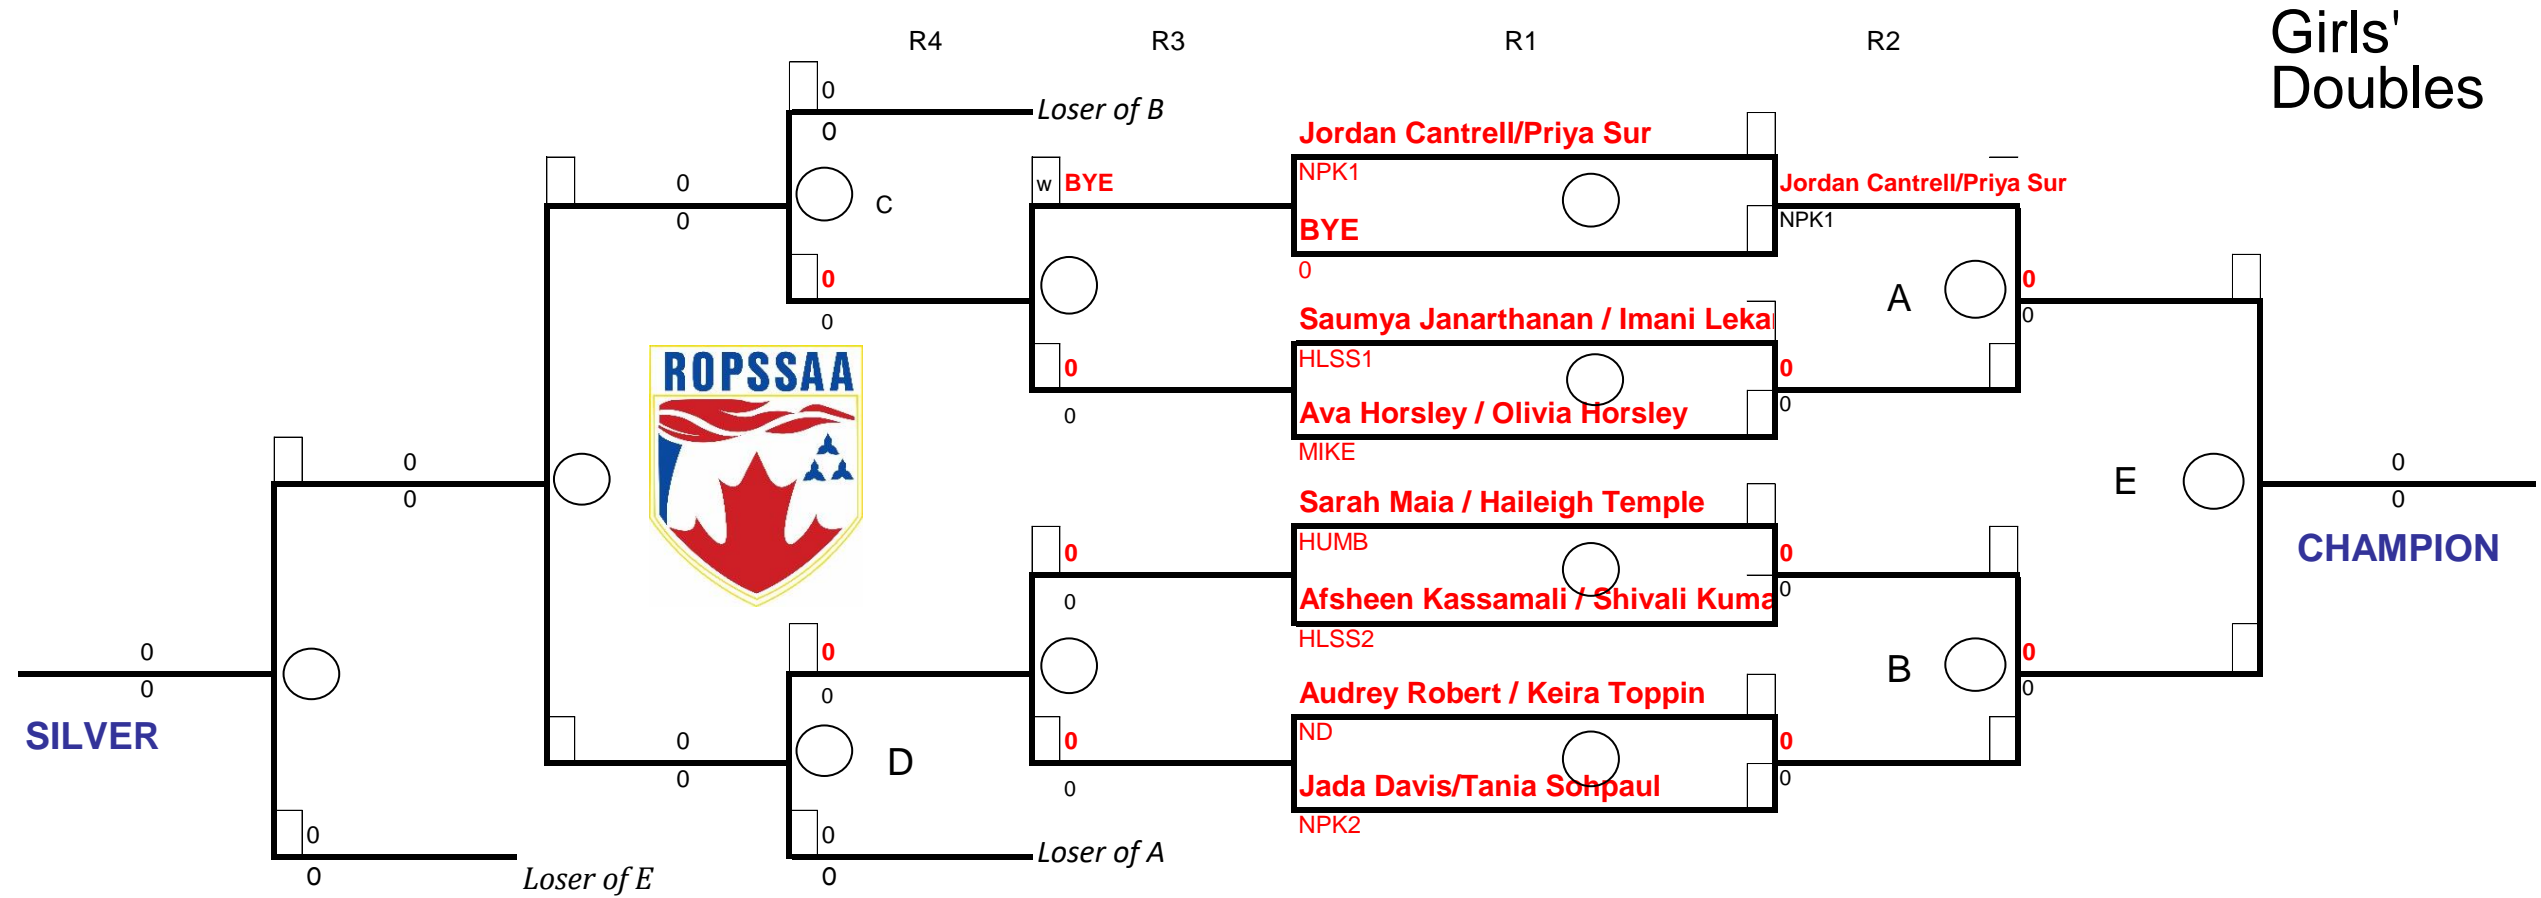 Girls'
Doubles
R4
R3
R1
R2
0
Loser of B
0
Jordan Cantrell/Priya Sur
NPK1
0
0
C
w BYE
Jordan Cantrell/Priya Sur
NPK1
BYE
0
0
0
A
0
0
Saumya Janarthanan / Imani Leka
HLSS1
ROPSSAA
0
0
0
0
Ava Horsley / Olivia Horsley
MIKE
0
0
E
0
0
CHAMPION
Sarah Maia / Haileigh Temple
HUMB
0
0
0
0
Afsheen Kassamali / Shivali Kuma
HLSS2
0
0
SILVER
0
0
B
0
0
Audrey Robert / Keira Toppin
ND
0
0
D
0
0
0
0
Jada Davis/Tania Sohpaul
NPK2
0
0
Loser of E
0
0
Loser of A